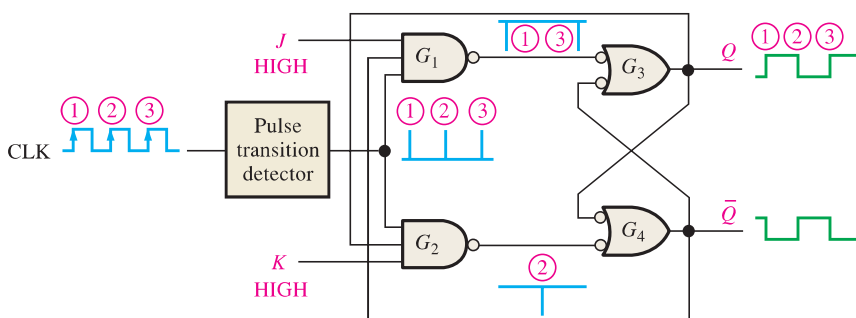 ① ③
① ② ③
J
HIGH
G₁
G₃
Q
① ② ③
CLK
Pulse
transition
detector
① ② ③
K
HIGH
G₂
G₄
Q̅
②